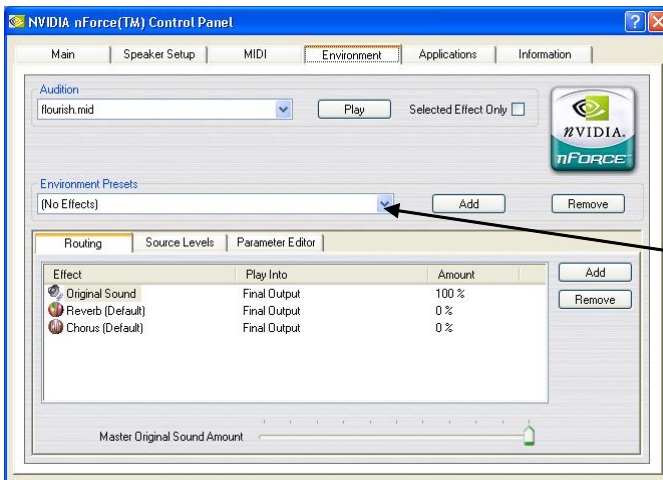 NVIDIA nForce(TM) Control Panel
Main Speaker Setup MIDI Environment Applications Information
Audition
flourish.mid Play Selected Effect Only
nVIDIA.
nFORCE
Environment Presets
(No Effects) Add Remove
Routing Source Levels Parameter Editor
Effect Play Into Amount Add
Original Sound Final Output 100 %
Reverb (Default) Final Output 0 % Remove
Chorus (Default) Final Output 0 %
Master Original Sound Amount